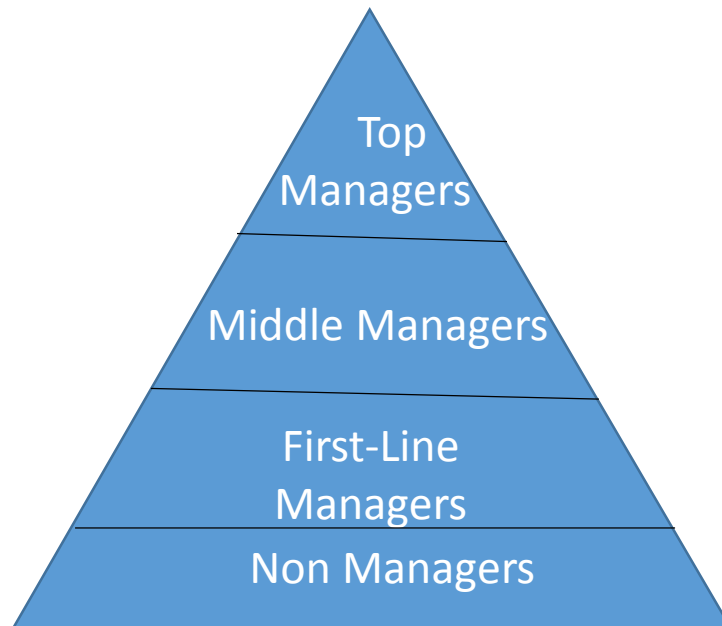 Top
Managers
Middle Managers
First-Line
Managers
Non Managers